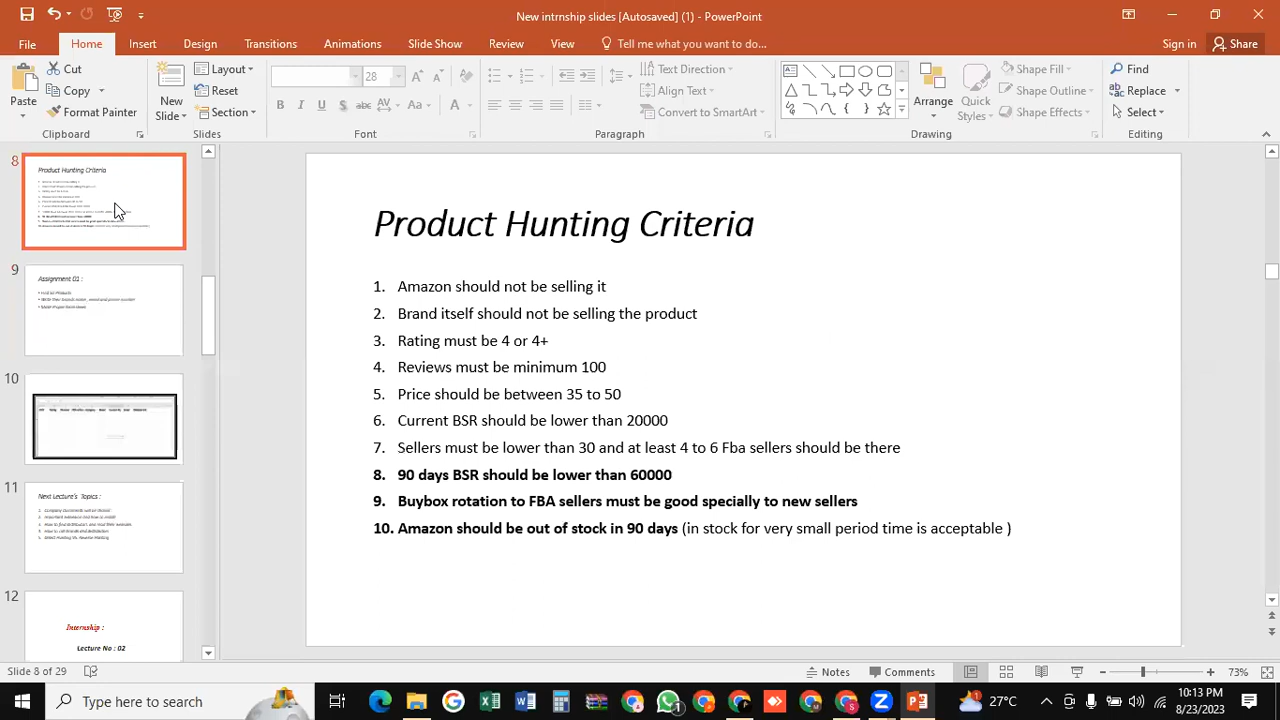 New intrnship slides [Autosaved] (1) - PowerPoint
File Home Insert Design Transitions Animations Slide Show Review View Tell me what you want to do... Sign in Share
Paste Cut Copy Format Painter Clipboard
New Slide Layout Reset Section Slides
28 Font
Text Direction Align Text Convert to SmartArt Paragraph
Arrange Quick Styles Shape Fill Shape Outline Shape Effects Drawing
Find Replace Select Editing
8
Product Hunting Criteria
9
Assignment 01 :
10
11
Next Lecture's Topics :
12
Internship :
Lecture No : 02
Product Hunting Criteria
1. Amazon should not be selling it
2. Brand itself should not be selling the product
3. Rating must be 4 or 4+
4. Reviews must be minimum 100
5. Price should be between 35 to 50
6. Current BSR should be lower than 20000
7. Sellers must be lower than 30 and at least 4 to 6 Fba sellers should be there
8. 90 days BSR should be lower than 60000
9. Buybox rotation to FBA sellers must be good specially to new sellers
10. Amazon should be out of stock in 90 days (in stock for very small period time is acceptable )
Slide 8 of 29 Notes Comments 73%
Type here to search 27°C 10:13 PM
8/23/2023